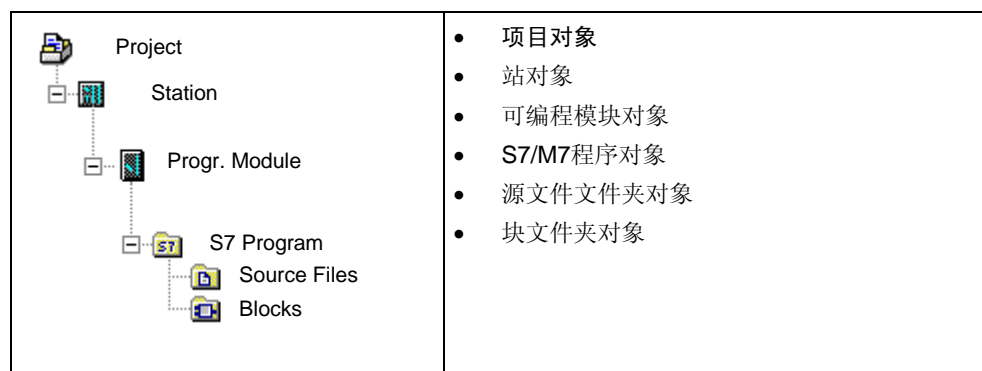 Project
Station
Progr. Module
S7 Program
Source Files
Blocks
• 项目对象
• 站对象
• 可编程模块对象
• S7/M7程序对象
• 源文件文件夹对象
• 块文件夹对象